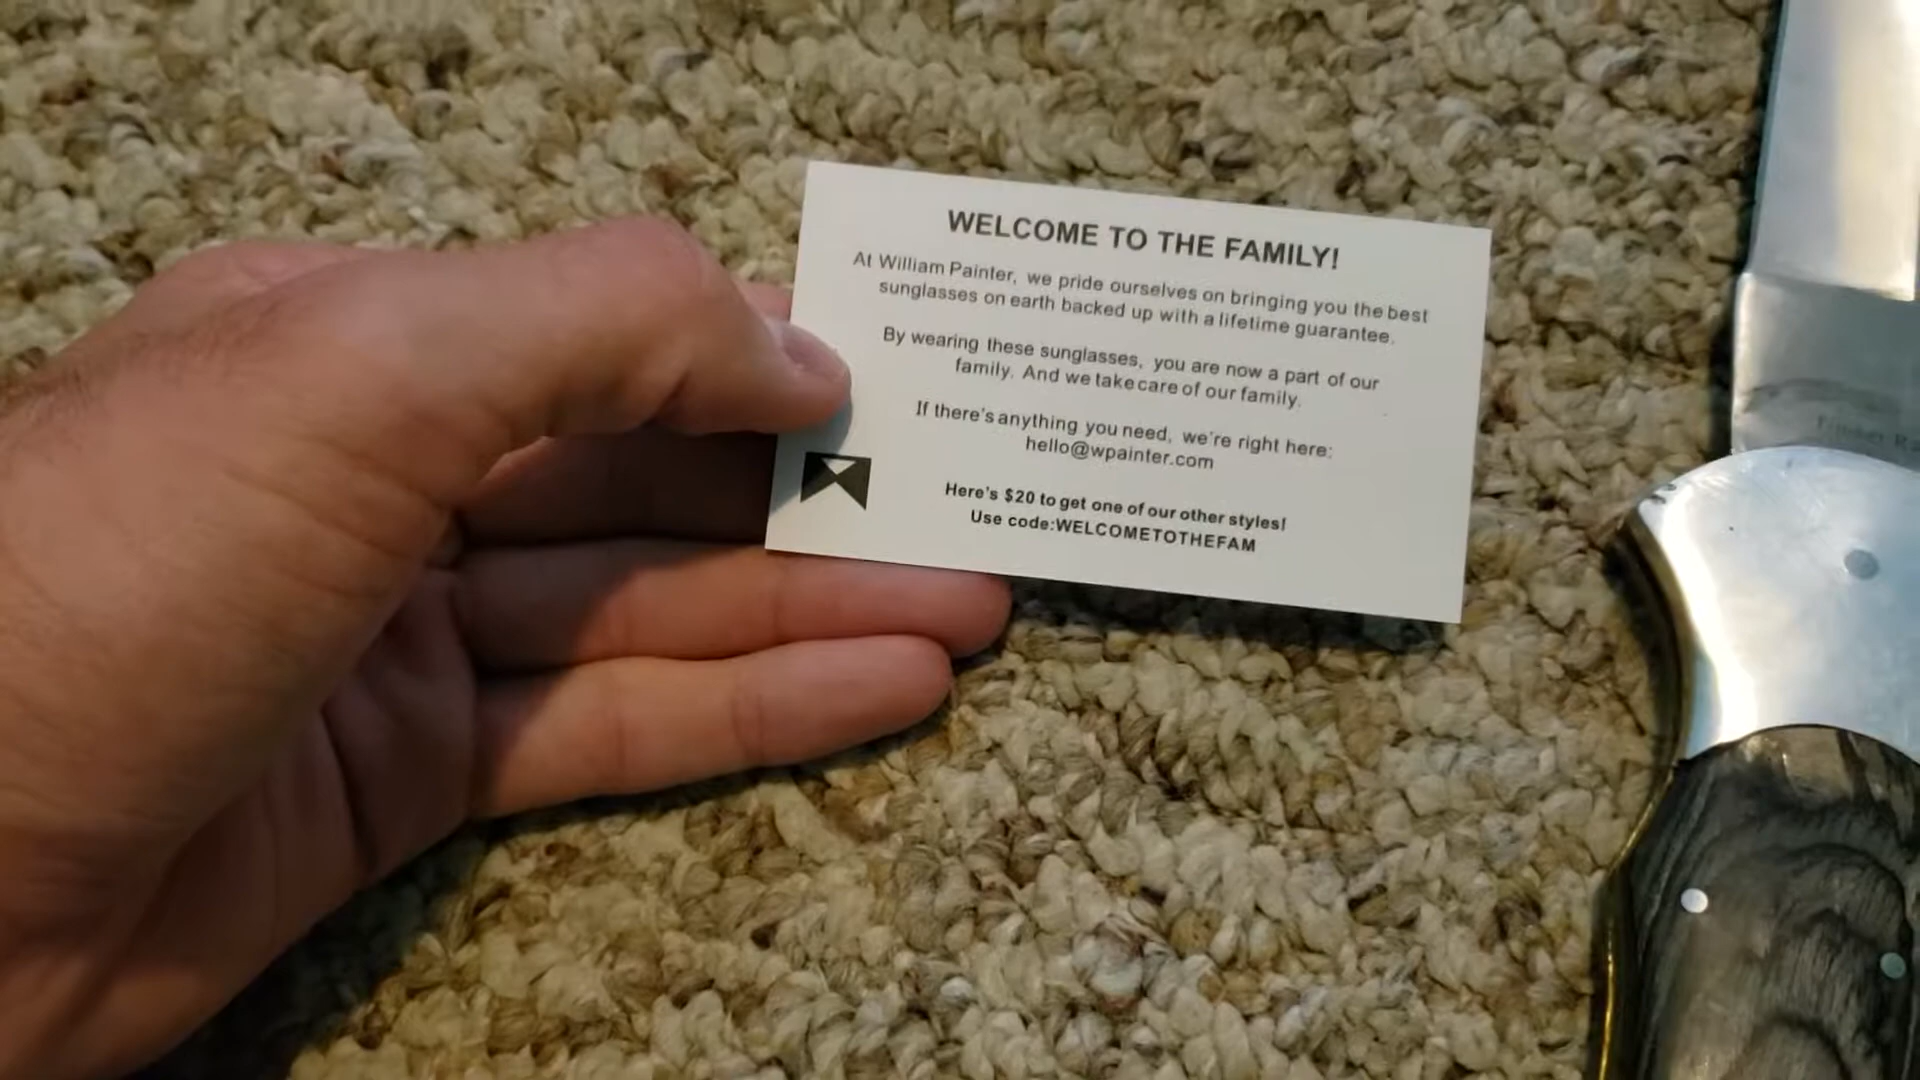 WELCOME TO THE FAMILY!
At William Painter, we pride ourselves on bringing you the best
sunglasses on earth backed up with a lifetime guarantee.
By wearing these sunglasses, you are now a part of our
family. And we take care of our family.
If there's anything you need, we're right here:
hello@wpainter.com
Here's $20 to get one of our other styles!
Use code:WELCOMETOTHEFAM